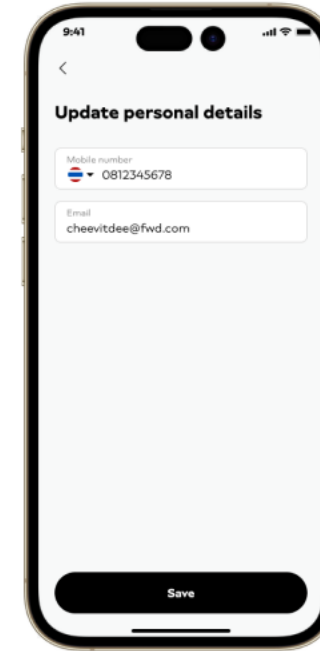 9:41
Update personal details
Mobile number
0812345678
Email
cheevitdee@fwd.com
Save